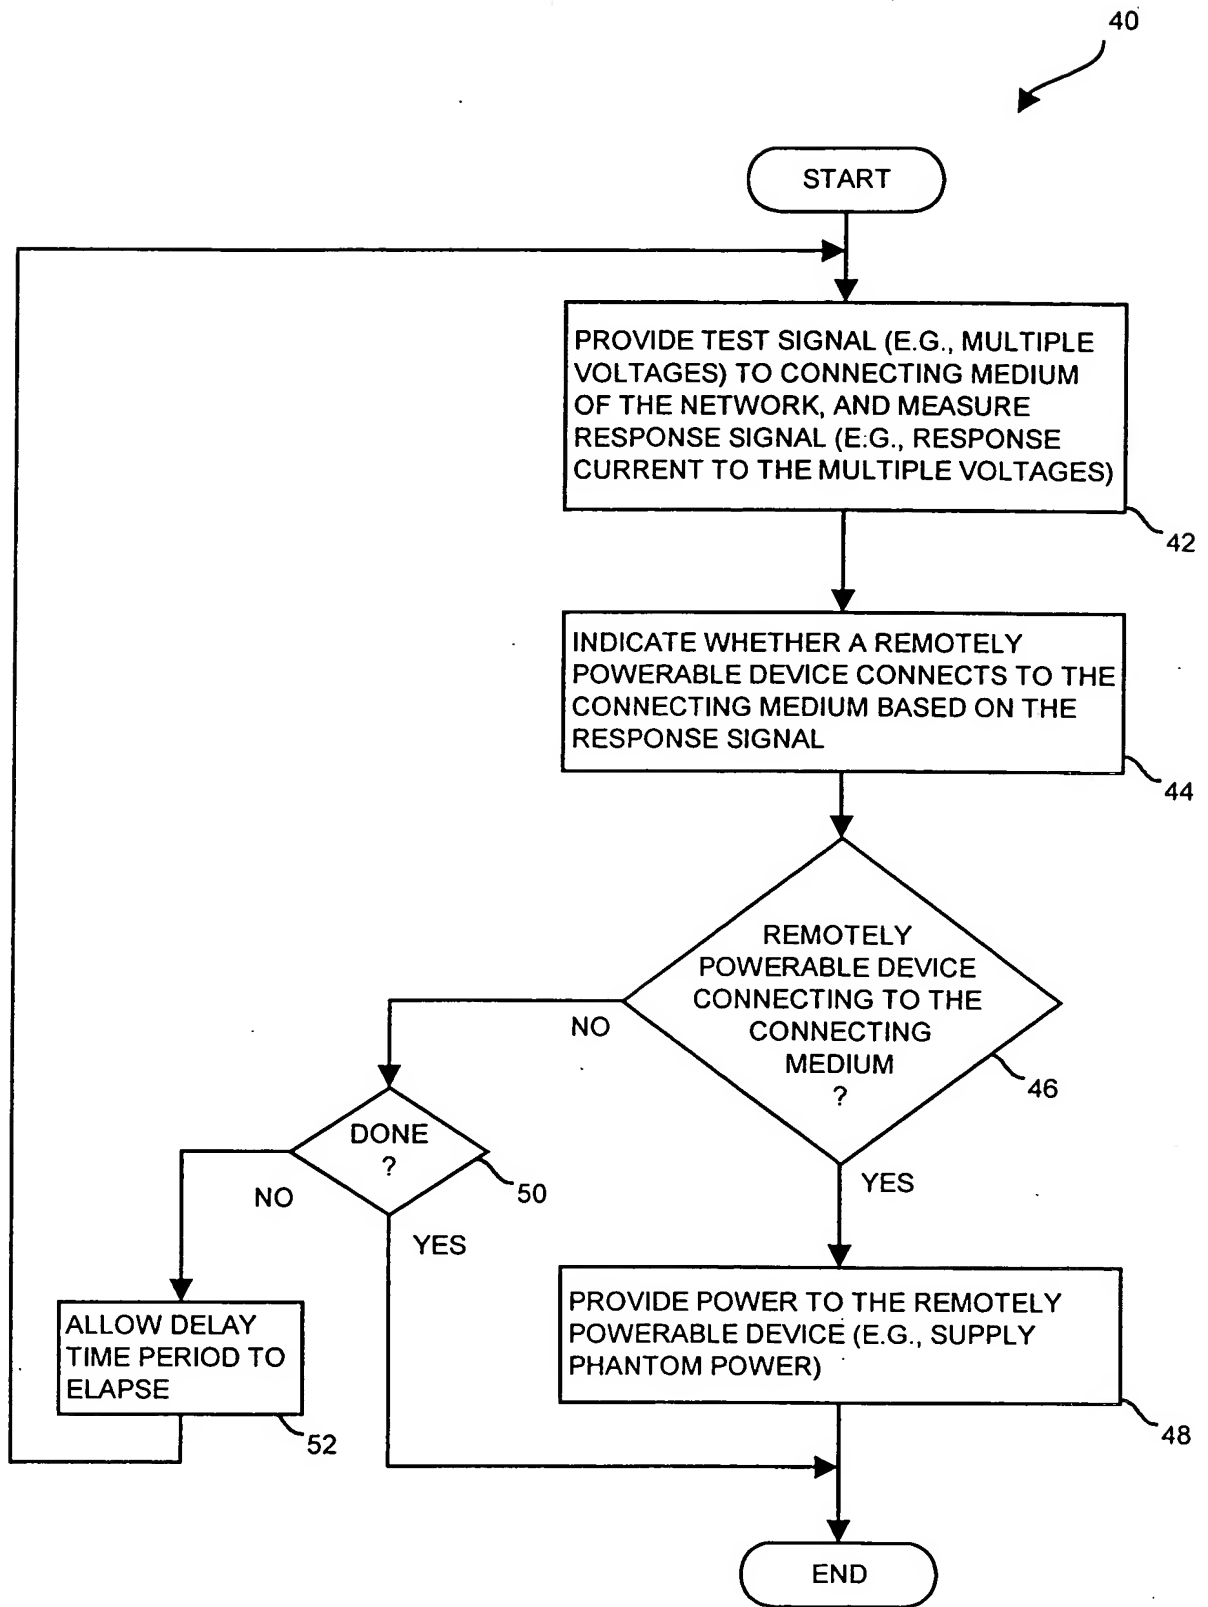 40
START
PROVIDE TEST SIGNAL (E.G., MULTIPLE
VOLTAGES) TO CONNECTING MEDIUM
OF THE NETWORK, AND MEASURE
RESPONSE SIGNAL (E.G., RESPONSE
CURRENT TO THE MULTIPLE VOLTAGES)
42
INDICATE WHETHER A REMOTELY
POWERABLE DEVICE CONNECTS TO THE
CONNECTING MEDIUM BASED ON THE
RESPONSE SIGNAL
44
REMOTELY
POWERABLE DEVICE
CONNECTING TO THE
CONNECTING
MEDIUM
?
46
NO
DONE
?
50
NO
YES
YES
ALLOW DELAY
TIME PERIOD TO
ELAPSE
52
PROVIDE POWER TO THE REMOTELY
POWERABLE DEVICE (E.G., SUPPLY
PHANTOM POWER)
48
END